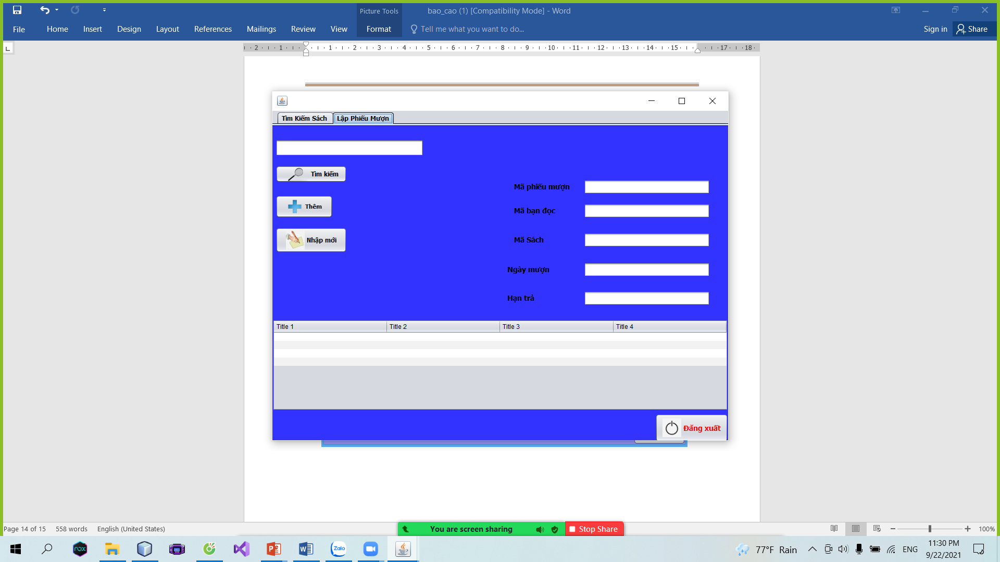 Picture Tools
bao_cao (1) [Compatibility Mode] - Word
File Home Insert Design Layout References Mailings Review View Format Tell me what you want to do... Sign in Share
2 1 1 2 3 4 5 6 7 8 9 10 11 12 13 14 15 17 18
Tìm Kiếm Sách Lập Phiếu Mượn
Tìm kiếm
Thêm
Nhập mới
Mã phiếu mượn
Mã bạn đọc
Mã Sách
Ngày mượn
Hạn trả
Title 1 Title 2 Title 3 Title 4
Đăng xuất
Page 14 of 15 558 words English (United States)
You are screen sharing Stop Share
100%
nox
Zalo
77°F Rain
ENG
11:30 PM
9/22/2021